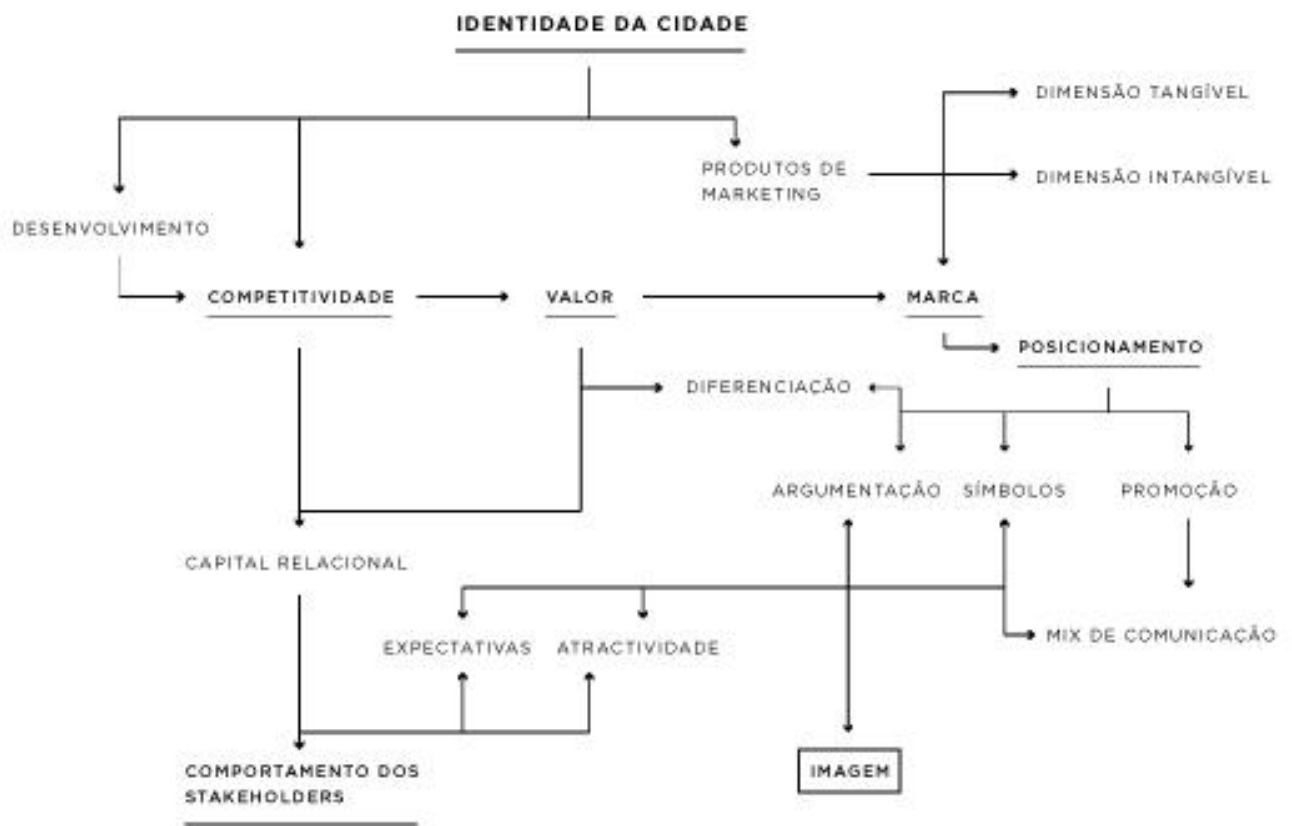 IDENTIDADE DA CIDADE
DIMENSÃO TANGÍVEL
PRODUTOS DE
MARKETING
DIMENSÃO INTANGÍVEL
DESENVOLVIMENTO
COMPETITIVIDADE
VALOR
MARCA
POSICIONAMENTO
DIFERENCIAÇÃO
ARGUMENTAÇÃO
SÍMBOLOS
PROMOÇÃO
CAPITAL RELACIONAL
EXPECTATIVAS
ATRACTIVIDADE
MIX DE COMUNICAÇÃO
COMPORTAMENTO DOS
STAKEHOLDERS
IMAGEM